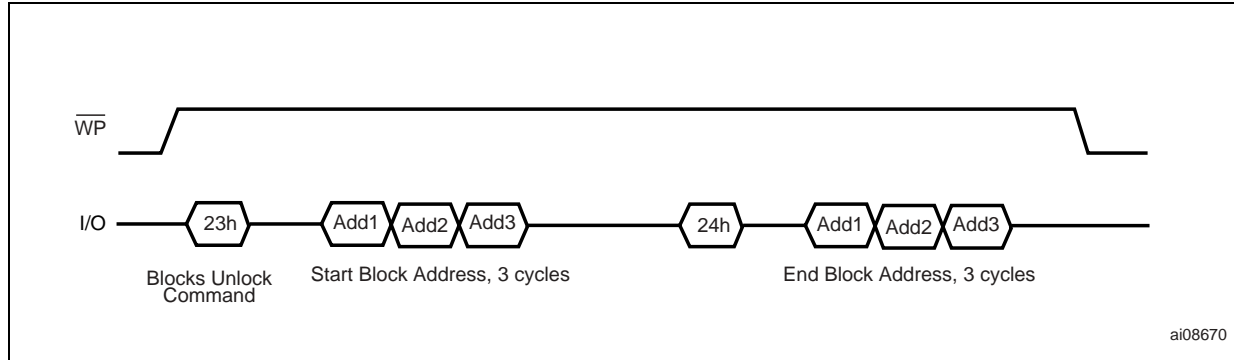 WP
I/O
23h
Add1
Add2
Add3
24h
Add1
Add2
Add3
Blocks Unlock
Command
Start Block Address, 3 cycles
End Block Address, 3 cycles
ai08670